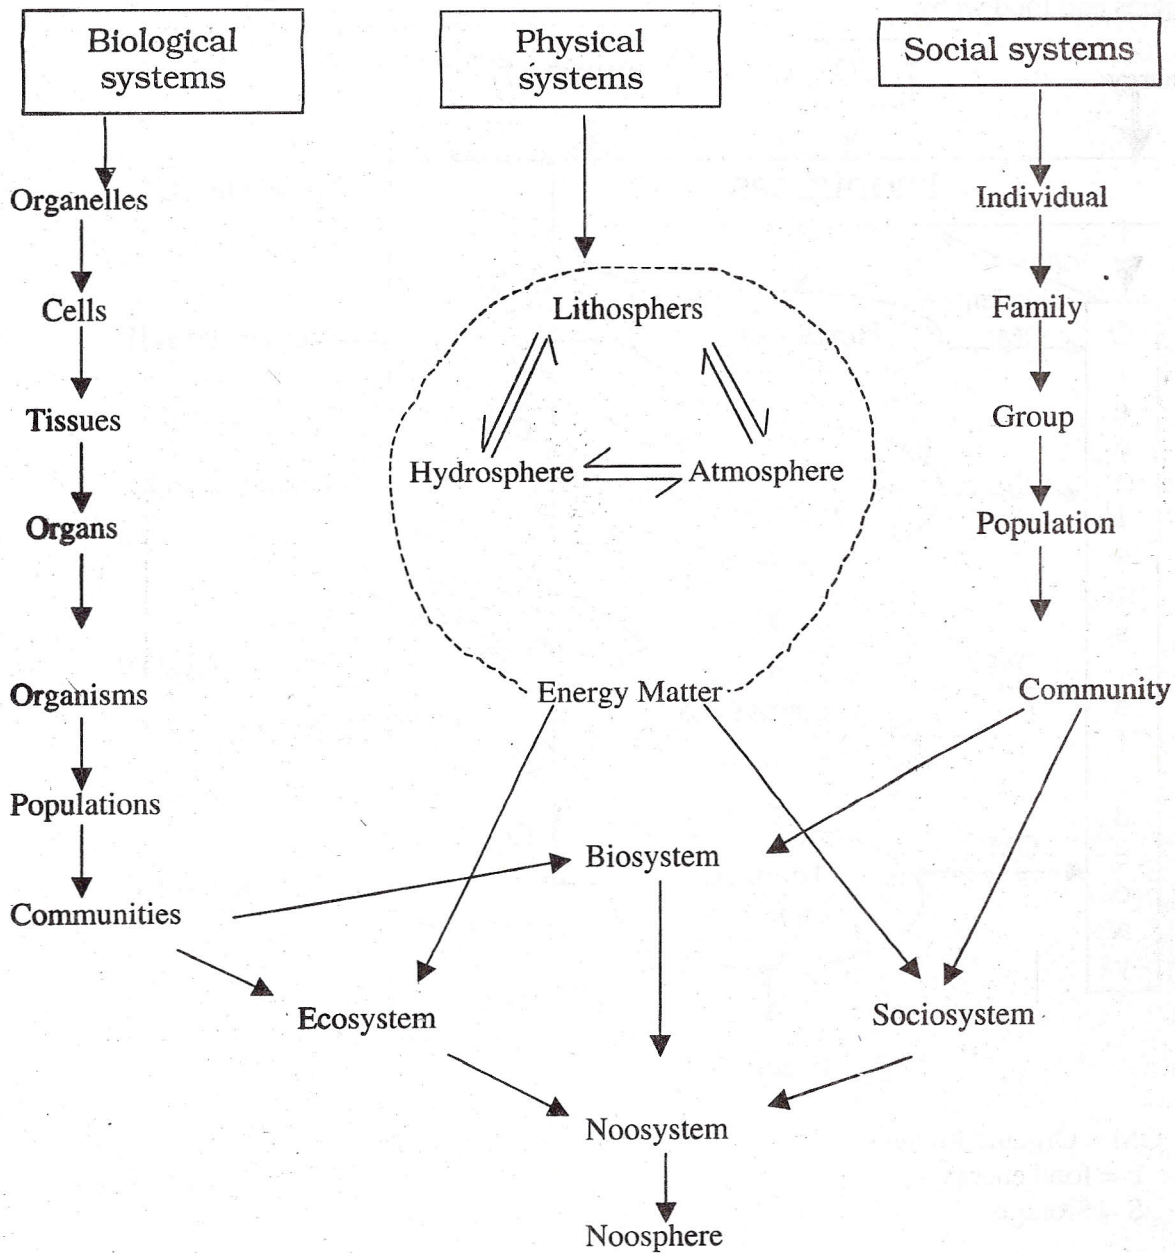 Biological
systems
Physical
systems
Social systems
Organelles
Individual
Cells
Lithosphers
Family
Tissues
Group
Hydrosphere
Atmosphere
Organs
Population
Organisms
Energy Matter
Community
Populations
Biosystem
Communities
Ecosystem
Sociosystem
Noosystem
Noosphere